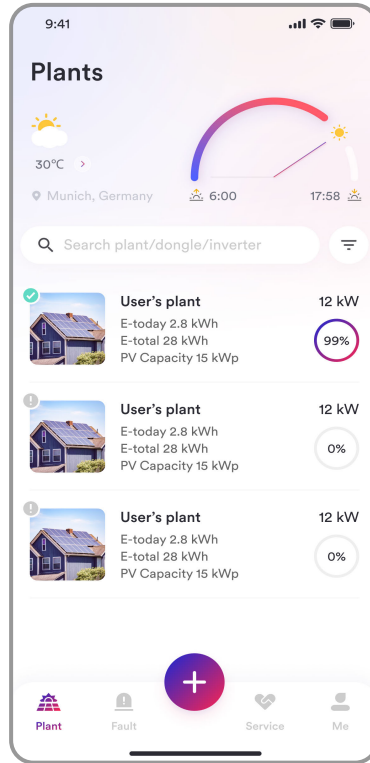 9:41
Plants
30°C
Munich, Germany
6:00
17:58
Search plant/dongle/inverter
User's plant
12 kW
E-today 2.8 kWh
E-total 28 kWh
PV Capacity 15 kWp
99%
User's plant
12 kW
E-today 2.8 kWh
E-total 28 kWh
PV Capacity 15 kWp
0%
User's plant
12 kW
E-today 2.8 kWh
E-total 28 kWh
PV Capacity 15 kWp
0%
Plant
Fault
Service
Me